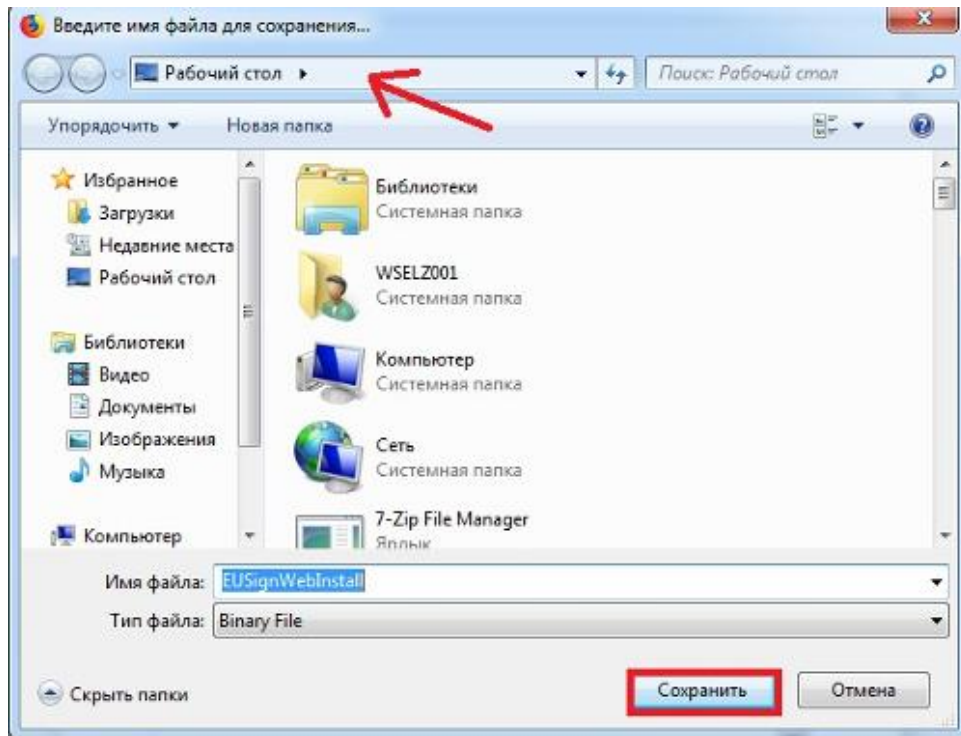 Введите имя файла для сохранения...
Рабочий стол
Поиск: Рабочий стол
Упорядочить
Новая папка
Избранное
Загрузки
Недавние места
Рабочий стол
Библиотеки
Видео
Документы
Изображения
Музыка
Компьютер
Библиотеки
Системная папка
WSELZ001
Системная папка
Компьютер
Системная папка
Сеть
Системная папка
7-Zip File Manager
Ярлык
Имя файла: EUSignWebInstall
Тип файла: Binary File
Скрыть папки
Сохранить
Отмена